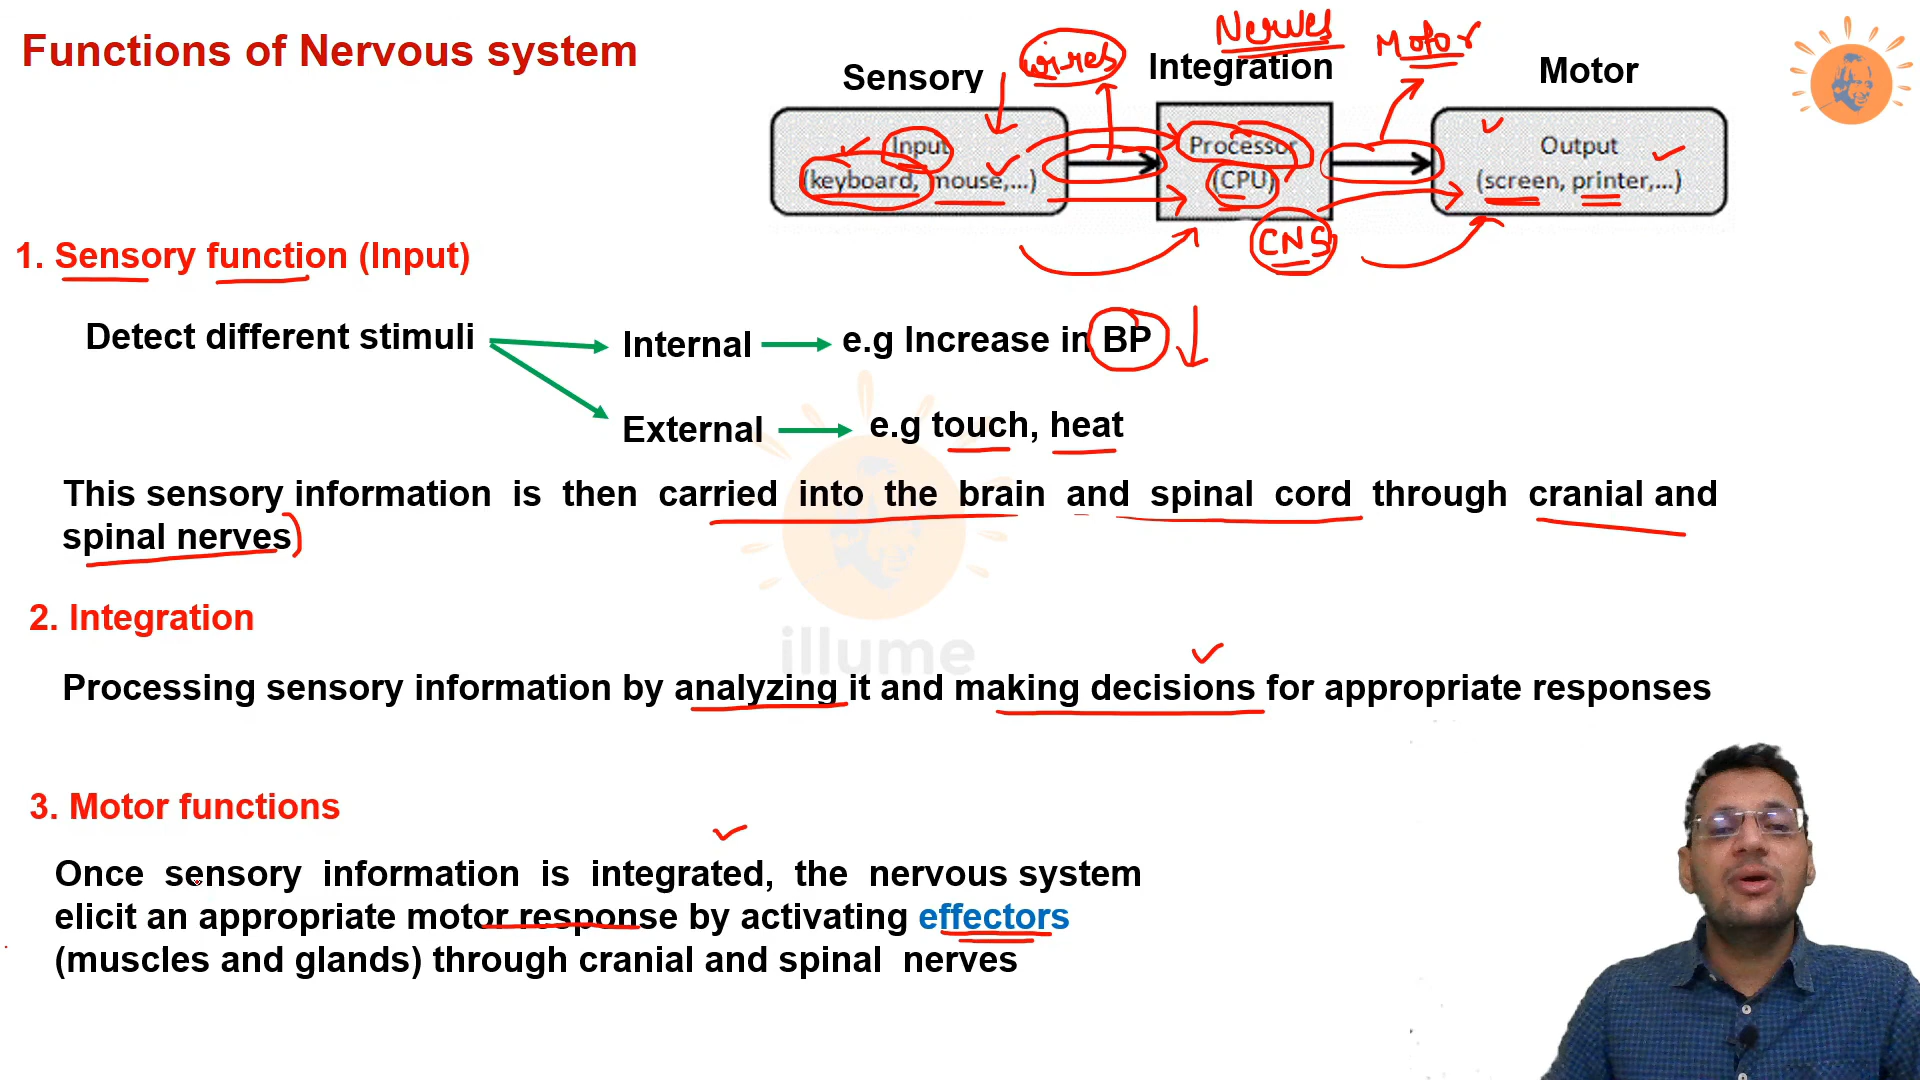 Functions of Nervous system
Nerves
wires
Motor
Sensory
Integration
Motor
Input
(keyboard, mouse,...)
Processor
(CPU)
Output
(screen, printer,...)
CNS
1. Sensory function (Input)
Detect different stimuli
Internal
e.g Increase in BP
External
e.g touch, heat
This sensory information is then carried into the brain and spinal cord through cranial and
spinal nerves
2. Integration
illume
Processing sensory information by analyzing it and making decisions for appropriate responses
3. Motor functions
Once sensory information is integrated, the nervous system
elicit an appropriate motor response by activating effectors
(muscles and glands) through cranial and spinal nerves